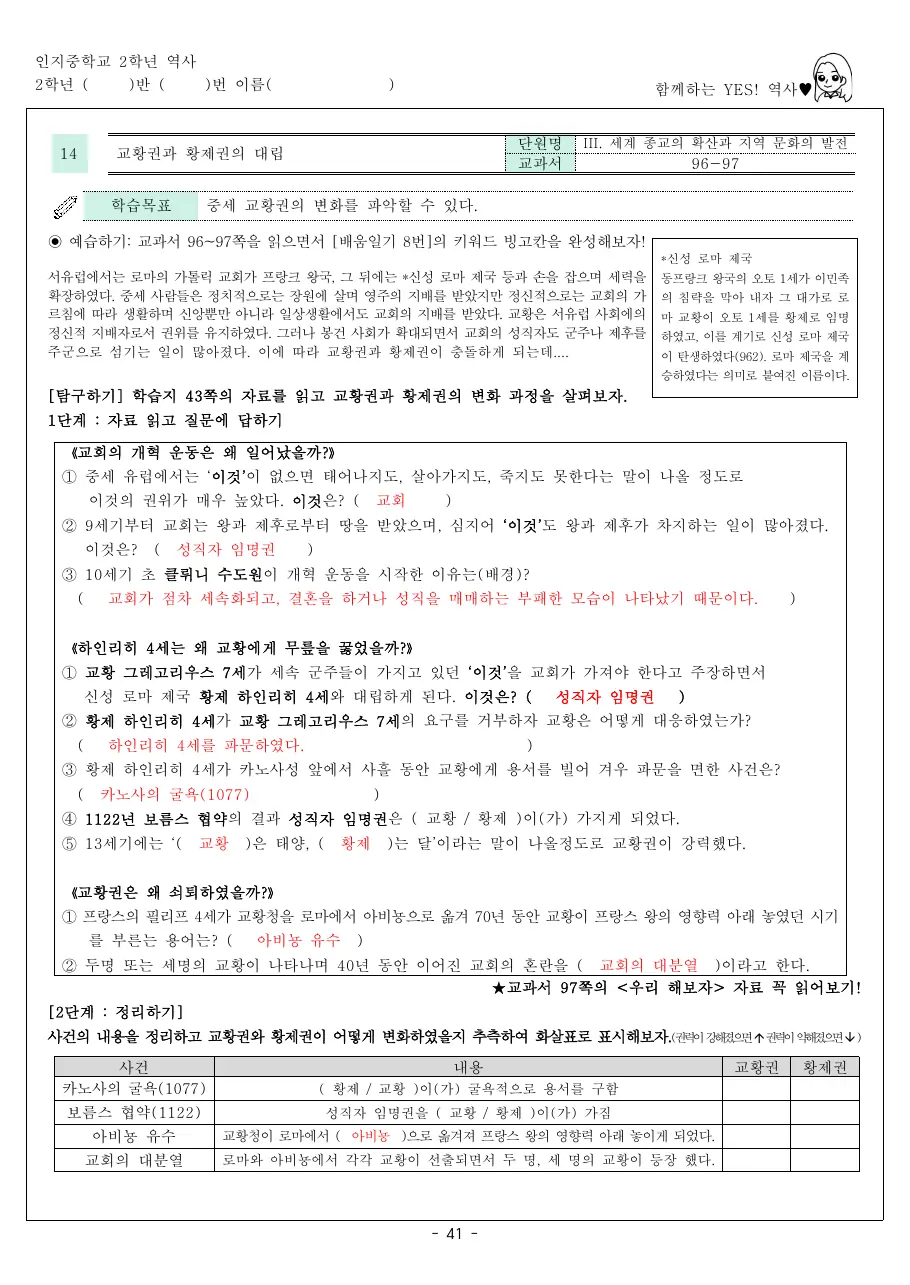 인지중학교 2학년 역사
2학년 (     )반 (     )번 이름(               )
함께하는 YES! 역사♥
14
교황권과 황제권의 대립
단원명
III. 세계 종교의 확산과 지역 문화의 발전
교과서
96-97
학습목표
중세 교황권의 변화를 파악할 수 있다.
◉ 예습하기: 교과서 96~97쪽을 읽으면서 [배움일기 8번]의 키워드 빙고칸을 완성해보자!
서유럽에서는 로마의 가톨릭 교회가 프랑크 왕국, 그 뒤에는 *신성 로마 제국 등과 손을 잡으며 세력을
확장하였다. 중세 사람들은 정치적으로는 장원에 살며 영주의 지배를 받았지만 정신적으로는 교회의 가
르침에 따라 생활하며 신앙뿐만 아니라 일상생활에서도 교회의 지배를 받았다. 교황은 서유럽 사회에의
정신적 지배자로서 권위를 유지하였다. 그러나 봉건 사회가 확대되면서 교회의 성직자도 군주나 제후를
주군으로 섬기는 일이 많아졌다. 이에 따라 교황권과 황제권이 충돌하게 되는데....
*신성 로마 제국
동프랑크 왕국의 오토 1세가 이민족
의 침략을 막아 내자 그 대가로 로
마 교황이 오토 1세를 황제로 임명
하였고, 이를 계기로 신성 로마 제국
이 탄생하였다(962). 로마 제국을 계
승하였다는 의미로 붙여진 이름이다.
[탐구하기] 학습지 43쪽의 자료를 읽고 교황권과 황제권의 변화 과정을 살펴보자.
1단계 : 자료 읽고 질문에 답하기
《교회의 개혁 운동은 왜 일어났을까?》
① 중세 유럽에서는 ‘이것’이 없으면 태어나지도, 살아가지도, 죽지도 못한다는 말이 나올 정도로
이것의 권위가 매우 높았다. 이것은? (  교회     )
② 9세기부터 교회는 왕과 제후로부터 땅을 받았으며, 심지어 ‘이것’도 왕과 제후가 차지하는 일이 많아졌다.
이것은?  (  성직자 임명권    )
③ 10세기 초 클뤼니 수도원이 개혁 운동을 시작한 이유는(배경)?
(   교회가 점차 세속화되고, 결혼을 하거나 성직을 매매하는 부패한 모습이 나타났기 때문이다.    )
《하인리히 4세는 왜 교황에게 무릎을 꿇었을까?》
① 교황 그레고리우스 7세가 세속 군주들이 가지고 있던 ‘이것’을 교회가 가져야 한다고 주장하면서
신성 로마 제국 황제 하인리히 4세와 대립하게 된다. 이것은? (   성직자 임명권   )
② 황제 하인리히 4세가 교황 그레고리우스 7세의 요구를 거부하자 교황은 어떻게 대응하였는가?
(   하인리히 4세를 파문하였다.                          )
③ 황제 하인리히 4세가 카노사성 앞에서 사흘 동안 교황에게 용서를 빌어 겨우 파문을 면한 사건은?
(  카노사의 굴욕(1077)               )
④ 1122년 보름스 협약의 결과 성직자 임명권은 ( 교황 / 황제 )이(가) 가지게 되었다.
⑤ 13세기에는 ‘(  교황  )은 태양, (  황제  )는 달’이라는 말이 나올정도로 교황권이 강력했다.
《교황권은 왜 쇠퇴하였을까?》
① 프랑스의 필리프 4세가 교황청을 로마에서 아비뇽으로 옮겨 70년 동안 교황이 프랑스 왕의 영향력 아래 놓였던 시기
를 부르는 용어는? (   아비뇽 유수  )
② 두명 또는 세명의 교황이 나타나며 40년 동안 이어진 교회의 혼란을 (  교회의 대분열  )이라고 한다.
★교과서 97쪽의 <우리 해보자> 자료 꼭 읽어보기!
[2단계 : 정리하기]
사건의 내용을 정리하고 교황권와 황제권이 어떻게 변화하였을지 추측하여 화살표로 표시해보자.(권력이 강해졌으면↑ 권력이 약해졌으면↓)
사건 내용 교황권 황제권
카노사의 굴욕(1077) ( 황제 / 교황 )이(가) 굴욕적으로 용서를 구함
보름스 협약(1122) 성직자 임명권을 ( 교황 / 황제 )이(가) 가짐
아비뇽 유수 교황청이 로마에서 (  아비뇽  )으로 옮겨져 프랑스 왕의 영향력 아래 놓이게 되었다.
교회의 대분열 로마와 아비뇽에서 각각 교황이 선출되면서 두 명, 세 명의 교황이 등장 했다.
- 41 -